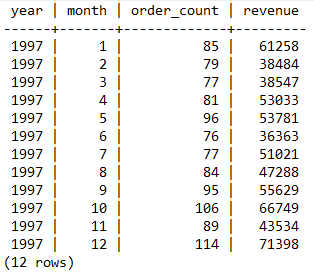 year | month | order_count | revenue
------+-------+-------------+---------
1997 | 1 | 85 | 61258
1997 | 2 | 79 | 38484
1997 | 3 | 77 | 38547
1997 | 4 | 81 | 53033
1997 | 5 | 96 | 53781
1997 | 6 | 76 | 36363
1997 | 7 | 77 | 51021
1997 | 8 | 84 | 47288
1997 | 9 | 95 | 55629
1997 | 10 | 106 | 66749
1997 | 11 | 89 | 43534
1997 | 12 | 114 | 71398
(12 rows)